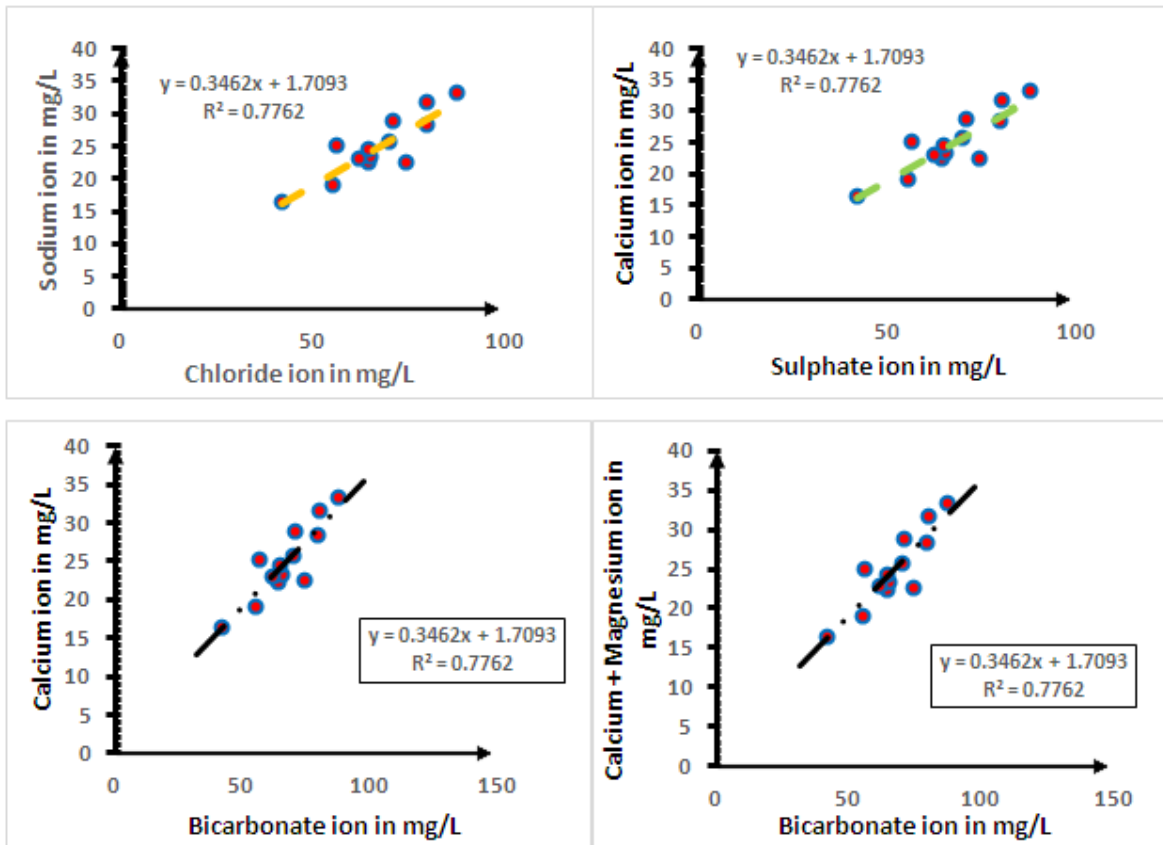 Sodium ion in mg/L
40
35
30
25
20
15
10
5
0
y = 0.3462x + 1.7093
R² = 0.7762
0
50
100
Chloride ion in mg/L
Calcium ion in mg/L
40
35
30
25
20
15
10
5
0
y = 0.3462x + 1.7093
R² = 0.7762
0
50
100
Sulphate ion in mg/L
Calcium ion in mg/L
40
35
30
25
20
15
10
5
0
y = 0.3462x + 1.7093
R² = 0.7762
0
50
100
150
Bicarbonate ion in mg/L
Calcium + Magnesium ion in
mg/L
40
35
30
25
20
15
10
5
0
y = 0.3462x + 1.7093
R² = 0.7762
0
50
100
150
Bicarbonate ion in mg/L